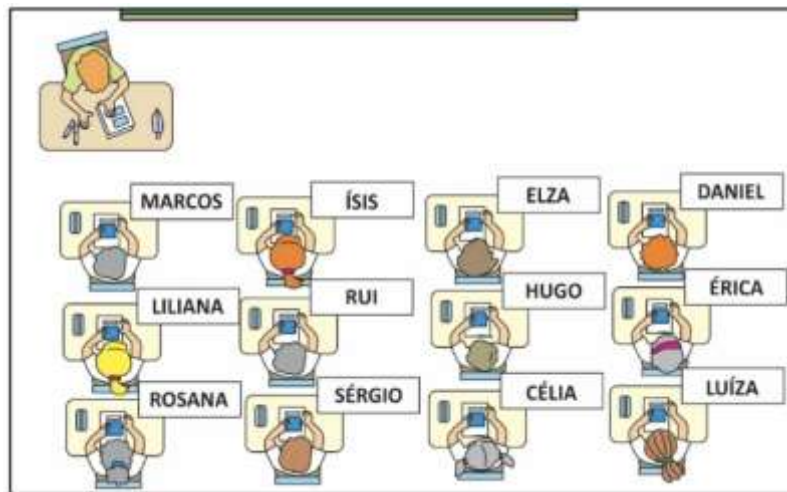 MARCOS
ÍSIS
ELZA
DANIEL
LILIANA
RUI
HUGO
ÉRICA
ROSANA
SÉRGIO
CÉLIA
LUÍZA